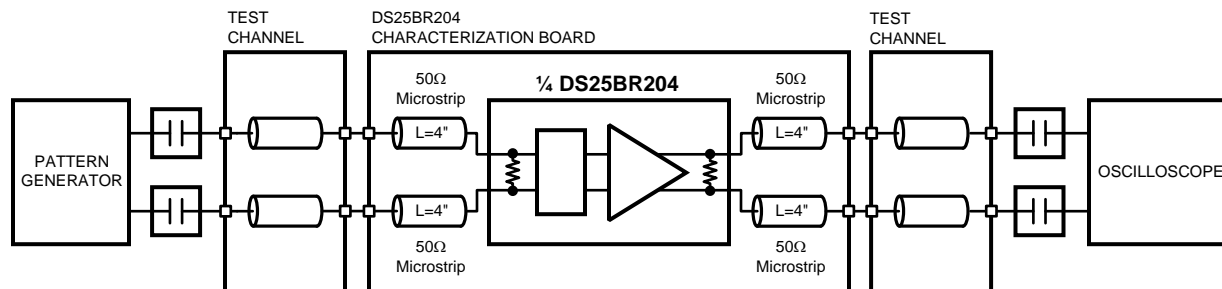 TEST
CHANNEL
DS25BR204
CHARACTERIZATION BOARD
TEST
CHANNEL
50Ω
Microstrip
¼ DS25BR204
50Ω
Microstrip
L=4"
L=4"
PATTERN
GENERATOR
OSCILLOSCOPE
L=4"
L=4"
50Ω
Microstrip
50Ω
Microstrip